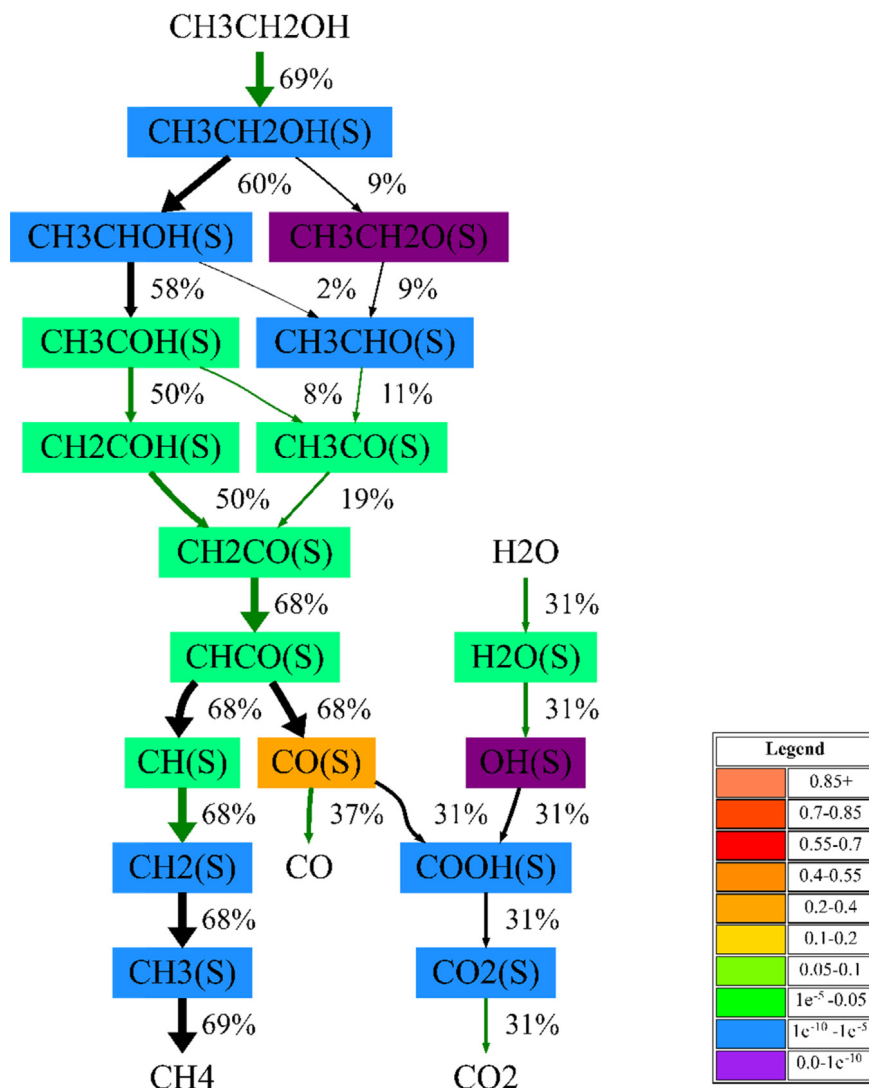 CH3CH2OH
69%
CH3CH2OH(S)
60% 9%
CH3CHOH(S) CH3CH2O(S)
58% 2% 9%
CH3COH(S) CH3CHO(S)
50% 8% 11%
CH2COH(S) CH3CO(S)
50% 19%
CH2CO(S) H2O
68% 31%
CHCO(S) H2O(S)
68% 68% 31%
CH(S) CO(S) OH(S)
68% 37% 31% 31%
CH2(S) CO COOH(S)
68% 31%
CH3(S) CO2(S)
69% 31%
CH4 CO2
Legend
0.85+
0.7-0.85
0.55-0.7
0.4-0.55
0.2-0.4
0.1-0.2
0.05-0.1
1e⁻⁵-0.05
1e⁻¹⁰-1e⁻⁵
0.0-1e⁻¹⁰